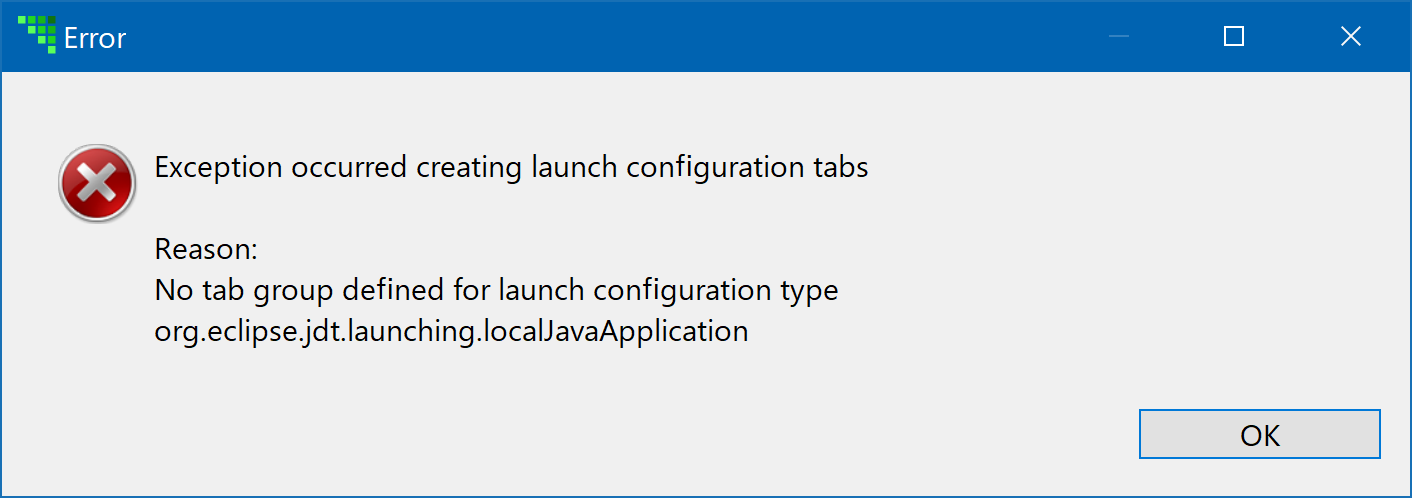 Error
Exception occurred creating launch configuration tabs
Reason:
No tab group defined for launch configuration type
org.eclipse.jdt.launching.localJavaApplication
OK